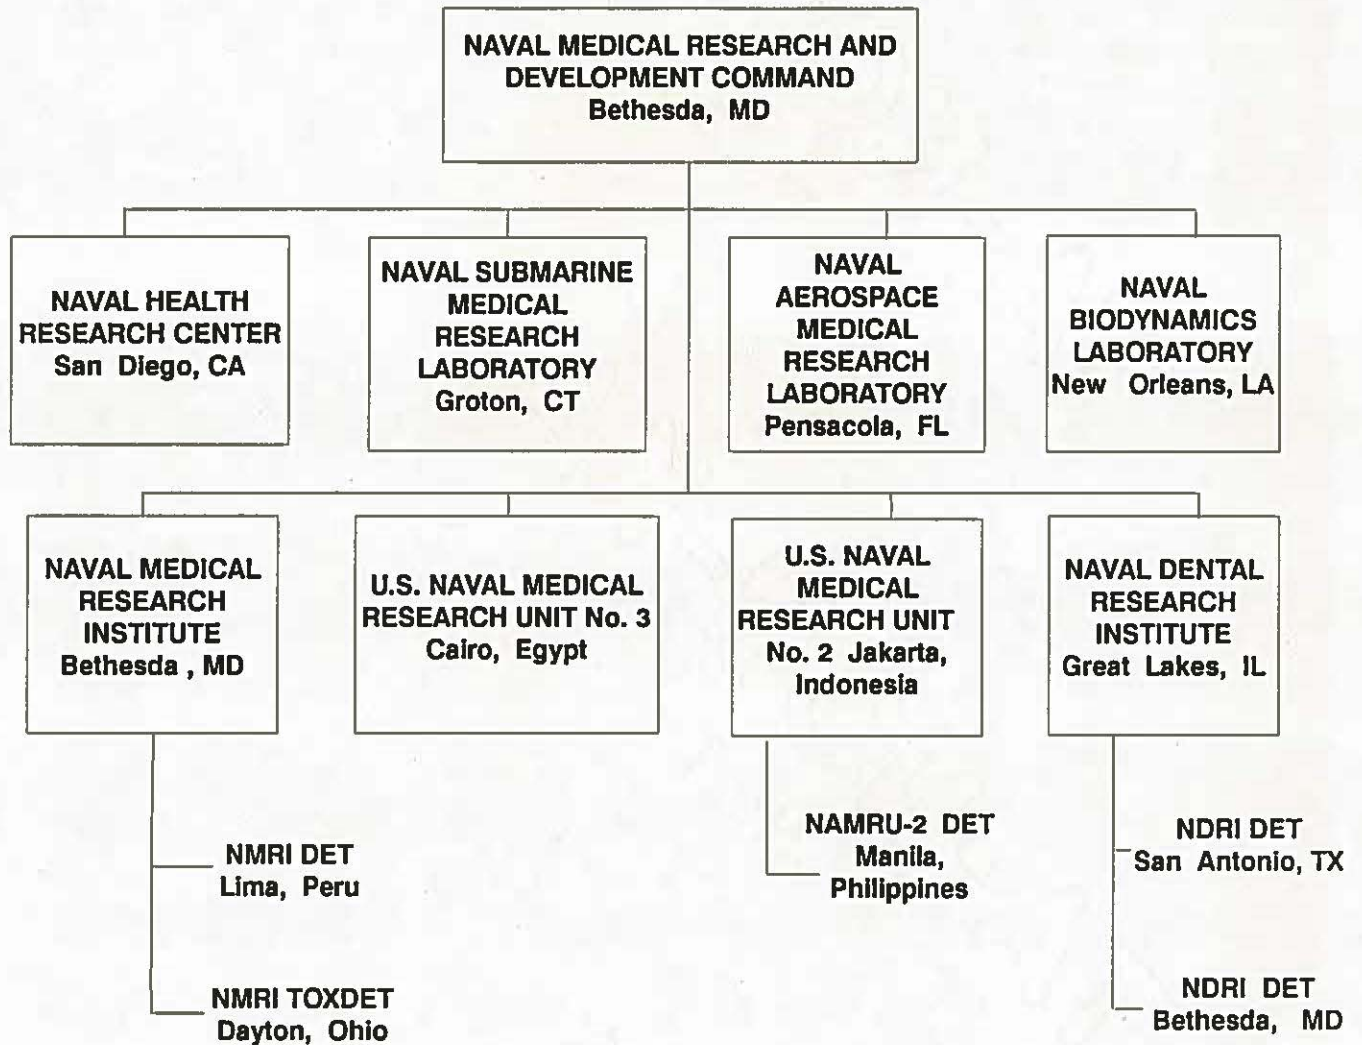 NAVAL MEDICAL RESEARCH AND
DEVELOPMENT COMMAND
Bethesda, MD
NAVAL HEALTH
RESEARCH CENTER
San Diego, CA
NAVAL SUBMARINE
MEDICAL
RESEARCH
LABORATORY
Groton, CT
NAVAL
AEROSPACE
MEDICAL
RESEARCH
LABORATORY
Pensacola, FL
NAVAL
BIODYNAMICS
LABORATORY
New Orleans, LA
NAVAL MEDICAL
RESEARCH
INSTITUTE
Bethesda , MD
U.S. NAVAL MEDICAL
RESEARCH UNIT No. 3
Cairo, Egypt
U.S. NAVAL
MEDICAL
RESEARCH UNIT
No. 2 Jakarta,
Indonesia
NAVAL DENTAL
RESEARCH
INSTITUTE
Great Lakes, IL
NMRI DET
Lima, Peru
NMRI TOXDET
Dayton, Ohio
NAMRU-2 DET
Manila,
Philippines
NDRI DET
San Antonio, TX
NDRI DET
Bethesda, MD